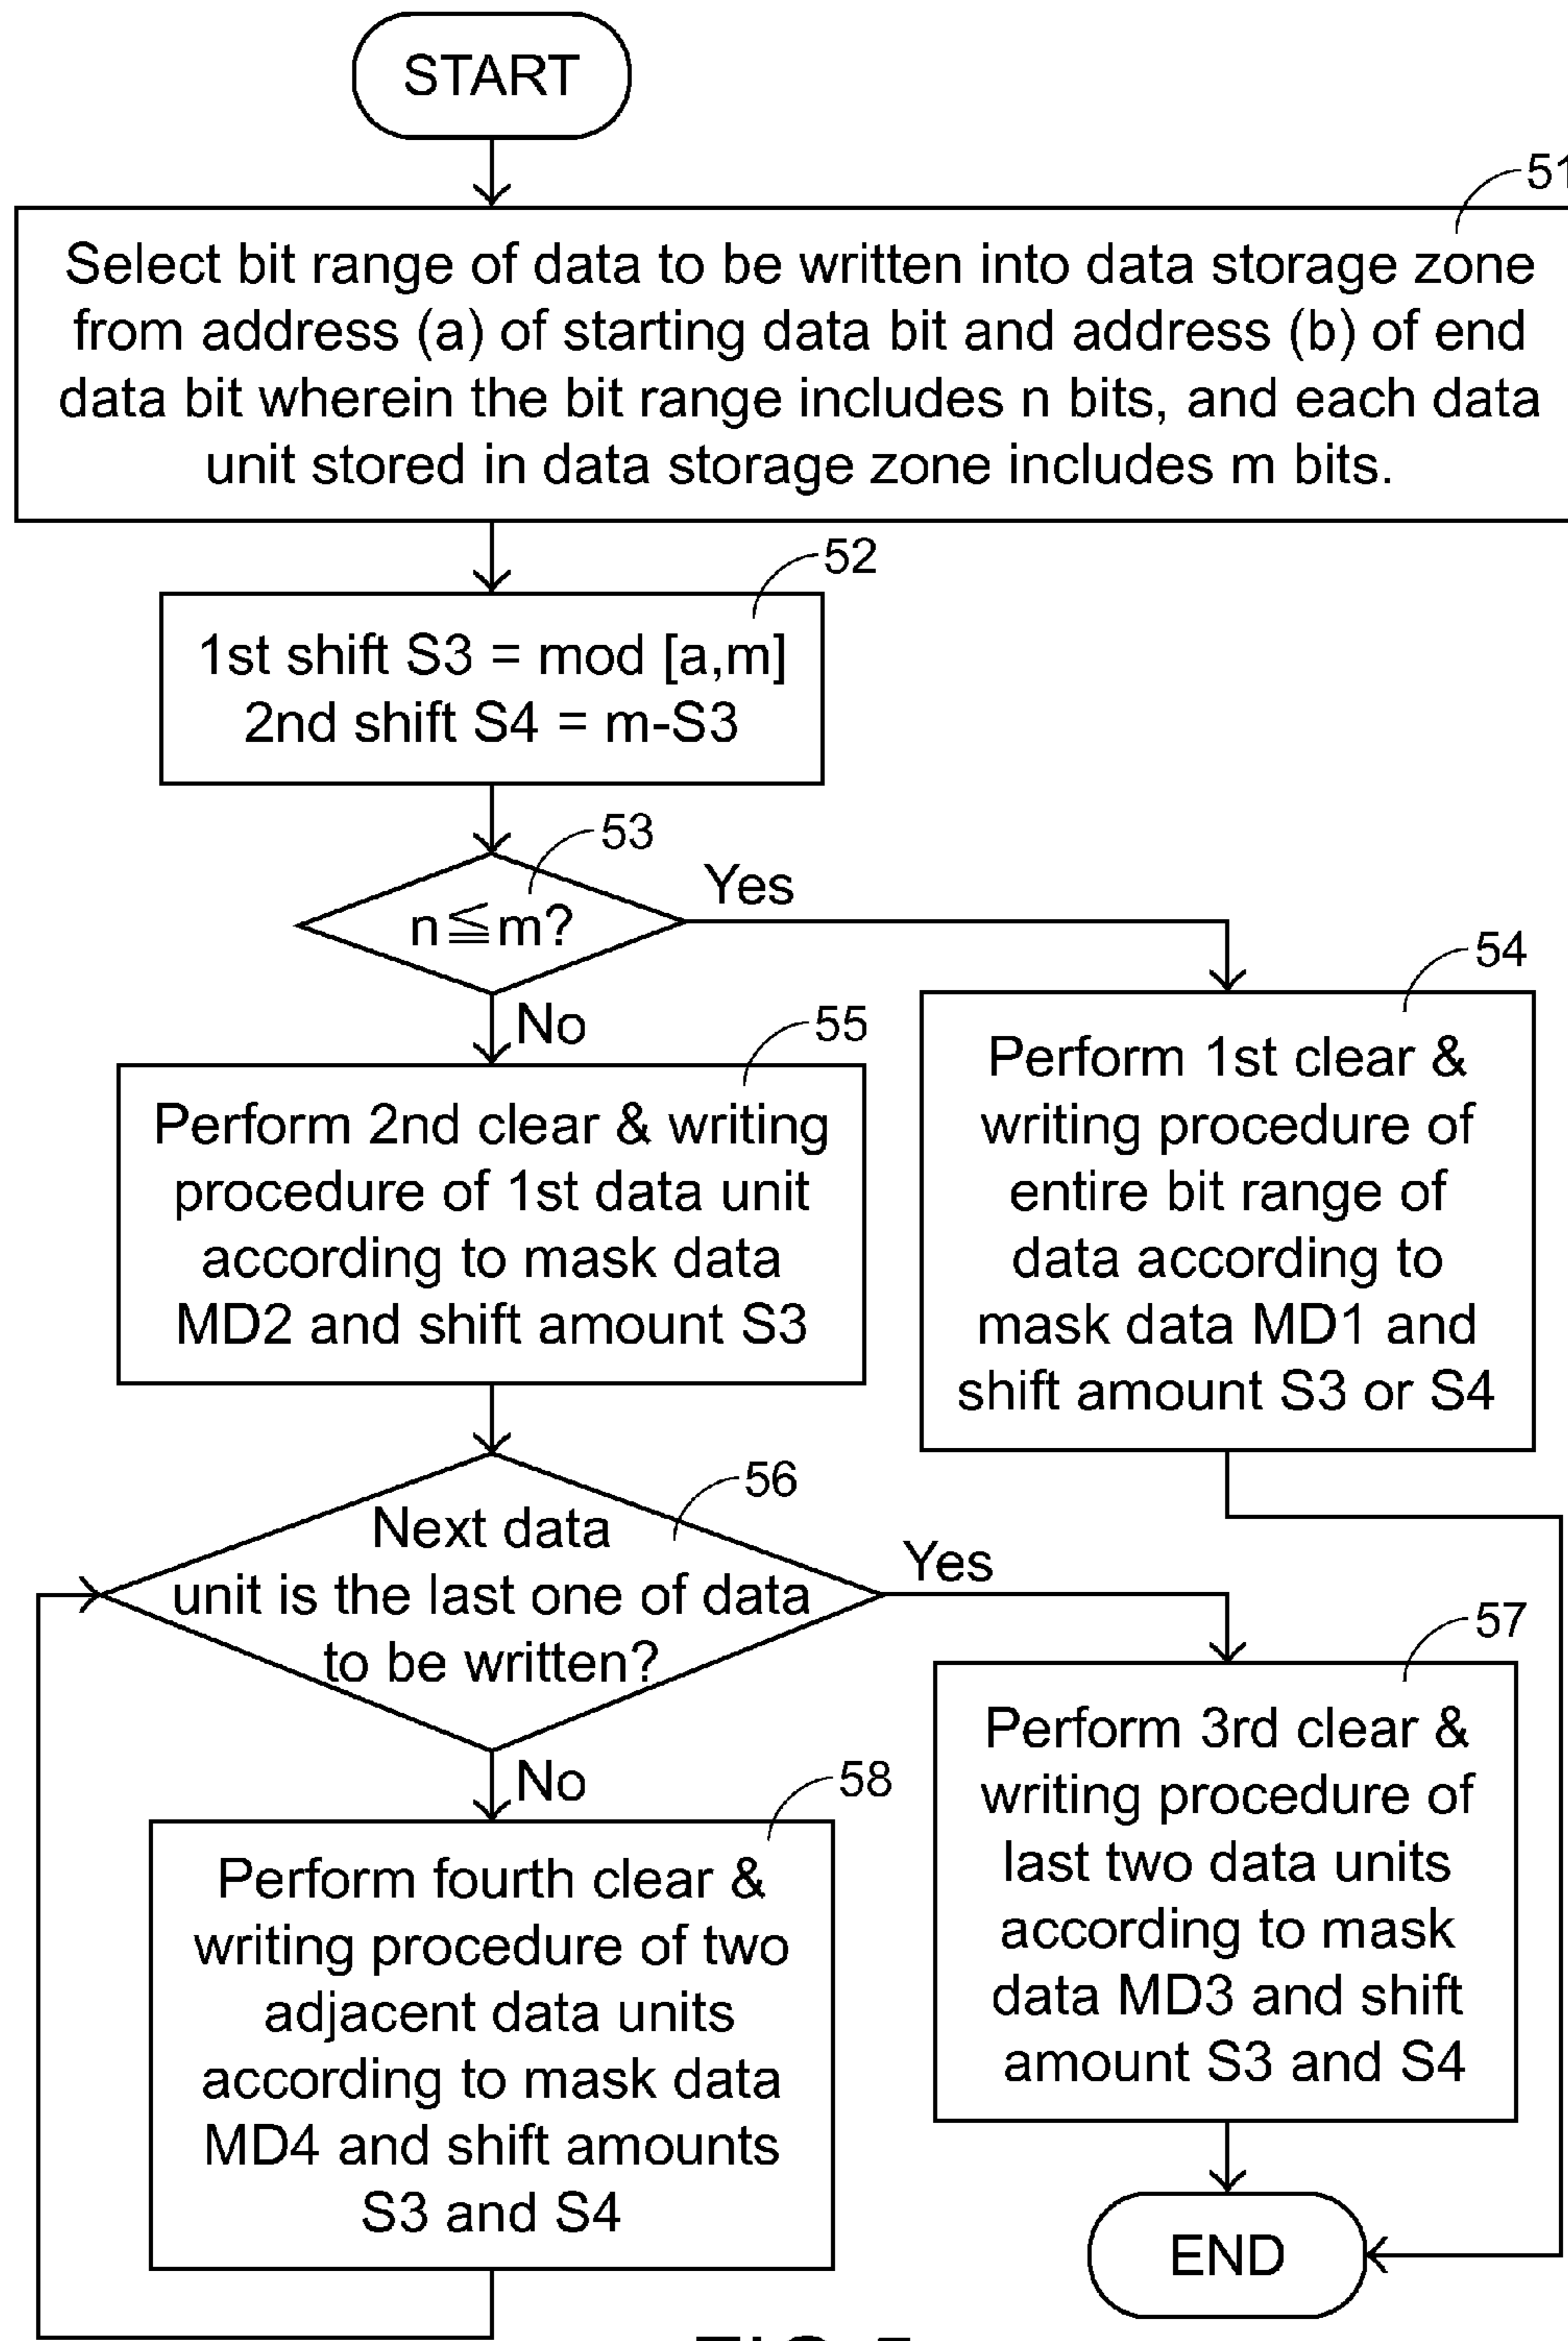 START
51
Select bit range of data to be written into data storage zone
from address (a) of starting data bit and address (b) of end
data bit wherein the bit range includes n bits, and each data
unit stored in data storage zone includes m bits.
52
1st shift S3 = mod [a,m]
2nd shift S4 = m-S3
53
n≦m?
Yes
No
54
Perform 1st clear &
writing procedure of
entire bit range of
data according to
mask data MD1 and
shift amount S3 or S4
55
Perform 2nd clear & writing
procedure of 1st data unit
according to mask data
MD2 and shift amount S3
56
Next data
unit is the last one of data
to be written?
Yes
No
57
Perform 3rd clear &
writing procedure of
last two data units
according to mask
data MD3 and shift
amount S3 and S4
58
Perform fourth clear &
writing procedure of two
adjacent data units
according to mask data
MD4 and shift amounts
S3 and S4
END